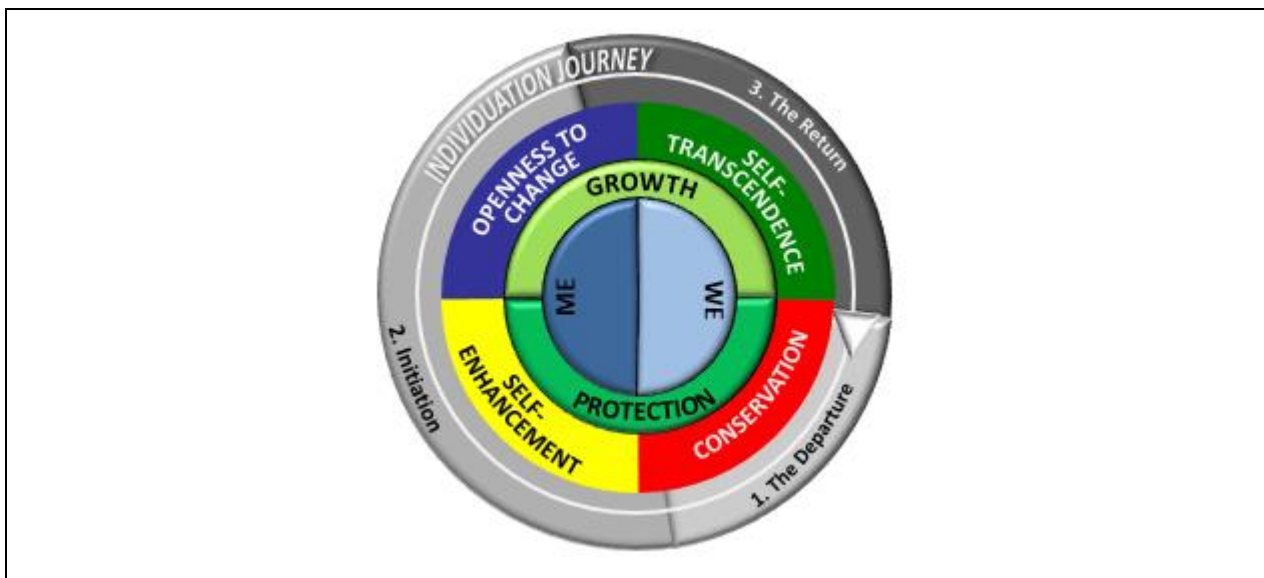 INDIVIDUATION JOURNEY
3. The Return
OPENNESS TO
CHANGE
SELF-
TRANSCENDENCE
GROWTH
ME
WE
2. Initiation
SELF-
ENHANCEMENT
PROTECTION
CONSERVATION
1. The Departure